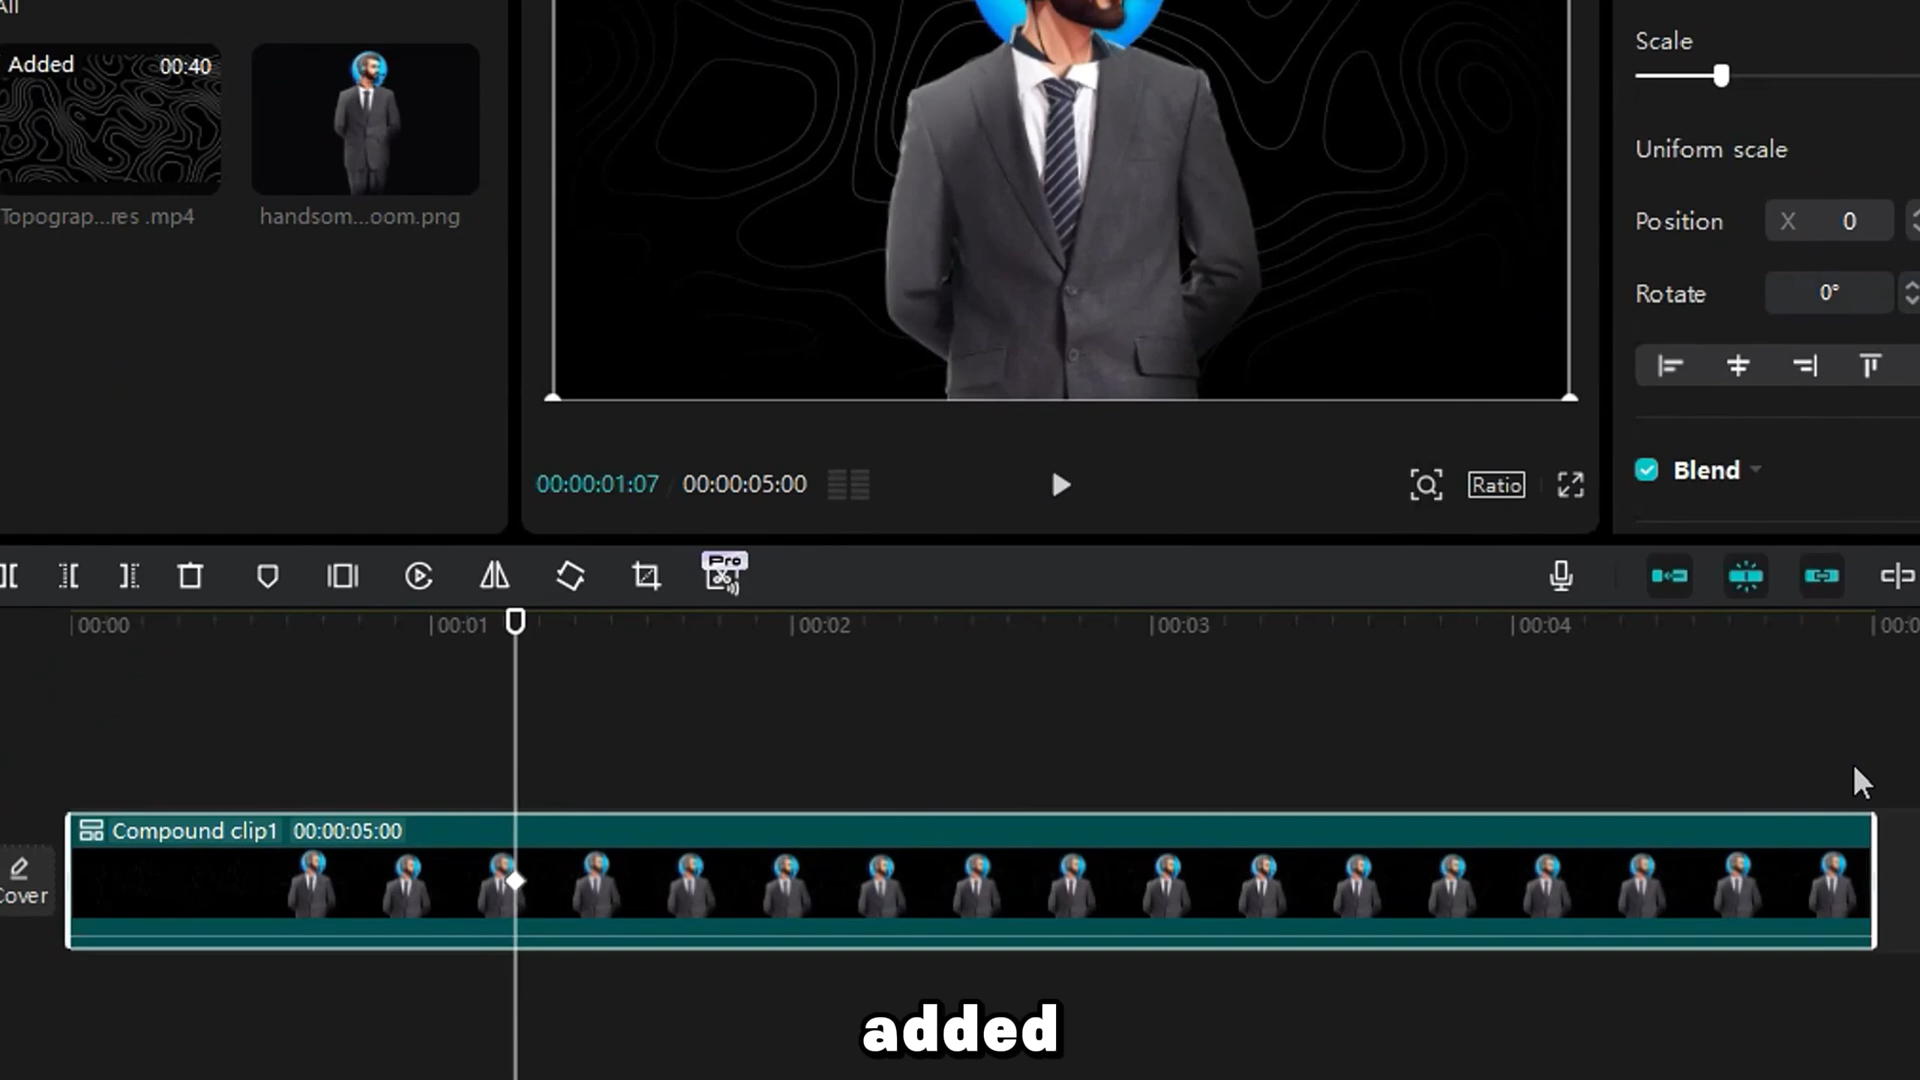 All
Added 00:40
Topograp...res .mp4
handsom...oom.png
Scale
Uniform scale
Position X 0
Rotate 0°
00:00:01:07 00:00:05:00
Ratio
Blend
Pro
00:00 00:01 00:02 00:03 00:04 00:0
Compound clip1 00:00:05:00
Cover
added